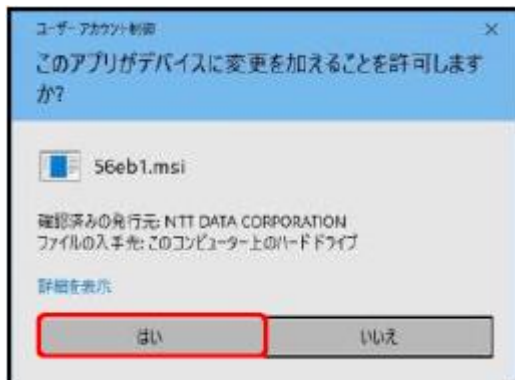 ユーザー アカウント制御
×
このアプリがデバイスに変更を加えることを許可します
か?
56eb1.msi
確認済みの発行元: NTT DATA CORPORATION
ファイルの入手先: このコンピューター上のハード ドライブ
詳細を表示
はい
いいえ